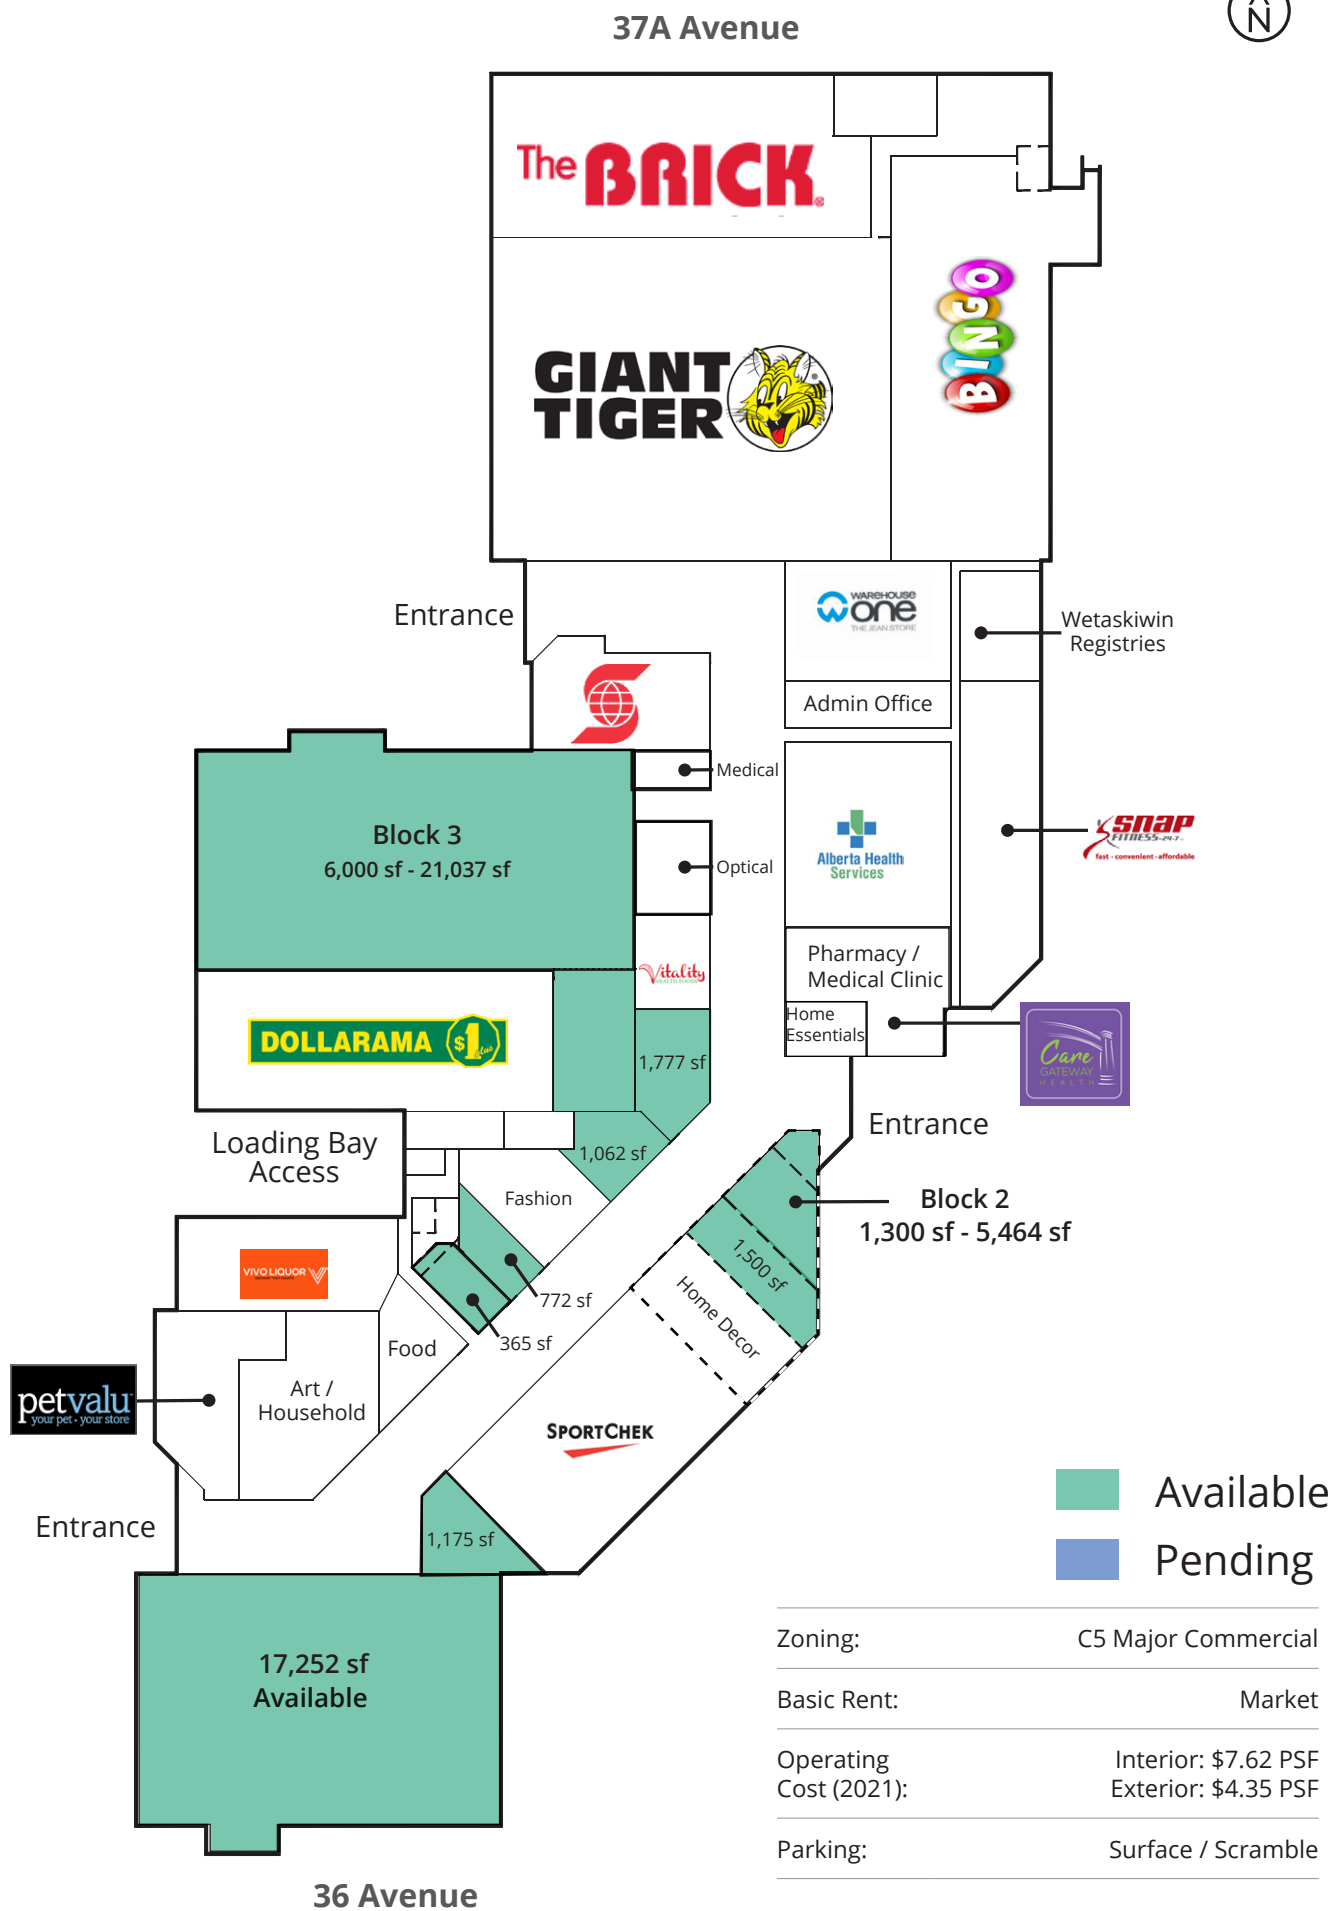 37A Avenue
N
The BRICK
GIANT
TIGER
BINGO
WAREHOUSE
one
THE JEAN STORE
Entrance
Wetaskiwin
Registries
Admin Office
Medical
Block 3
6,000 sf - 21,037 sf
snap
FITNESS-24-7
fast - convenient - affordable
Alberta Health
Services
Optical
Pharmacy /
Medical Clinic
Vitality
HEALTH FOODS
Home
Essentials
DOLLARAMA $1 plus
Care
GATEWAY
HEALTH
1,777 sf
Entrance
Loading Bay
Access
1,062 sf
Fashion
Block 2
1,300 sf - 5,464 sf
1,500 sf
VIVO LIQUOR
772 sf
Home Decor
365 sf
Food
petvalu
your pet • your store
Art /
Household
SPORTCHEK
Available
Entrance
1,175 sf
Pending
Zoning: C5 Major Commercial
17,252 sf
Available
Basic Rent: Market
Operating Interior: $7.62 PSF
Cost (2021): Exterior: $4.35 PSF
Parking: Surface / Scramble
36 Avenue